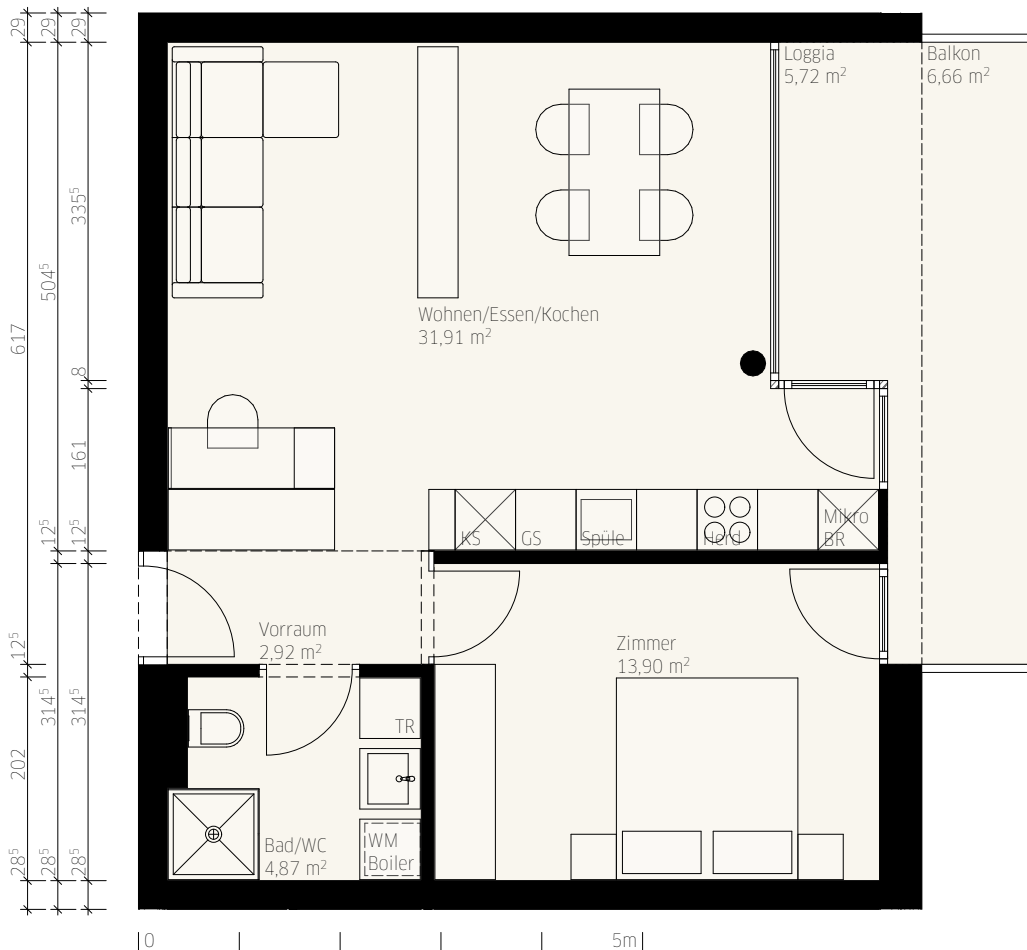 29
29
29
Loggia
5,72 m²
Balkon
6,66 m²
335⁵
504⁵
617
Wohnen/Essen/Kochen
31,91 m²
8
161
12⁵
12⁵
KS
GS
Spüle
Herd
Mikro
BR
Vorraum
2,92 m²
Zimmer
13,90 m²
12⁵
314⁵
314⁵
202
TR
Bad/WC
4,87 m²
WM
Boiler
28⁵
28⁵
28⁵
0
5m